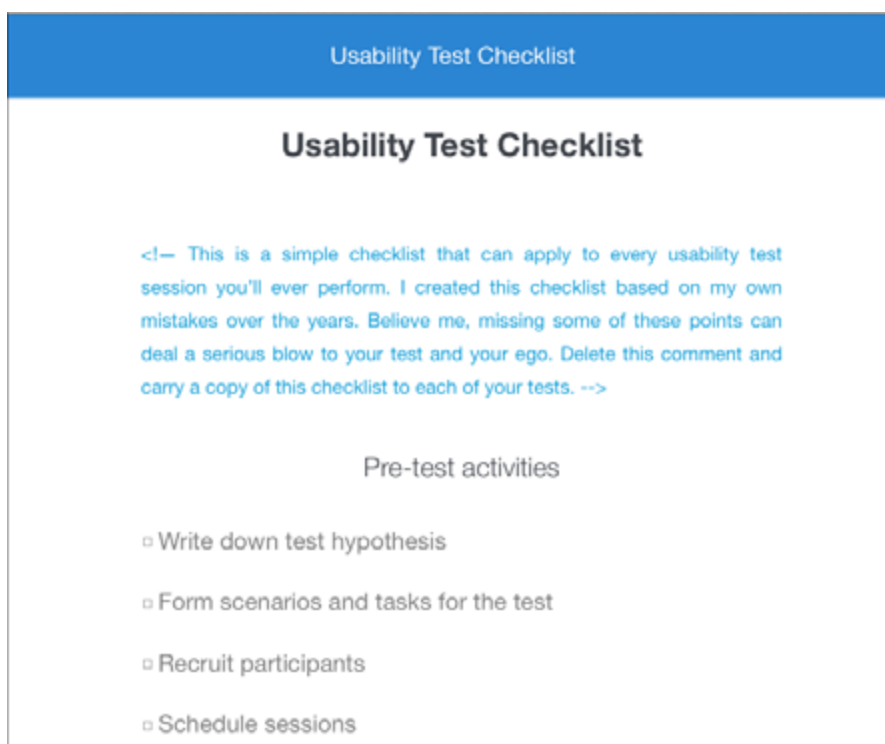 Usability Test Checklist
Usability Test Checklist
<!— This is a simple checklist that can apply to every usability test
session you'll ever perform. I created this checklist based on my own
mistakes over the years. Believe me, missing some of these points can
deal a serious blow to your test and your ego. Delete this comment and
carry a copy of this checklist to each of your tests. -->
Pre-test activities
Write down test hypothesis
Form scenarios and tasks for the test
Recruit participants
Schedule sessions